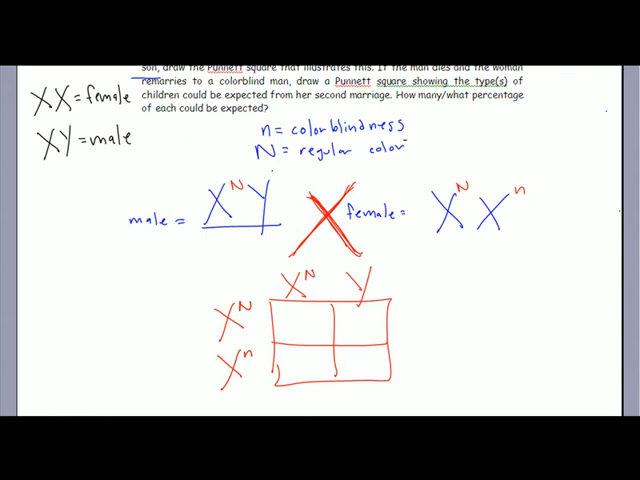 son, draw the Punnett square that illustrates this. If the man dies and the woman
remarries to a colorblind man, draw a Punnett square showing the type(s) of
children could be expected from her second marriage. How many/what percentage
of each could be expected?
XX = female
XY = male
n = colorblindness
N = regular color
male = X^N Y X female = X^N X^n
X^N Y
X^N
X^n